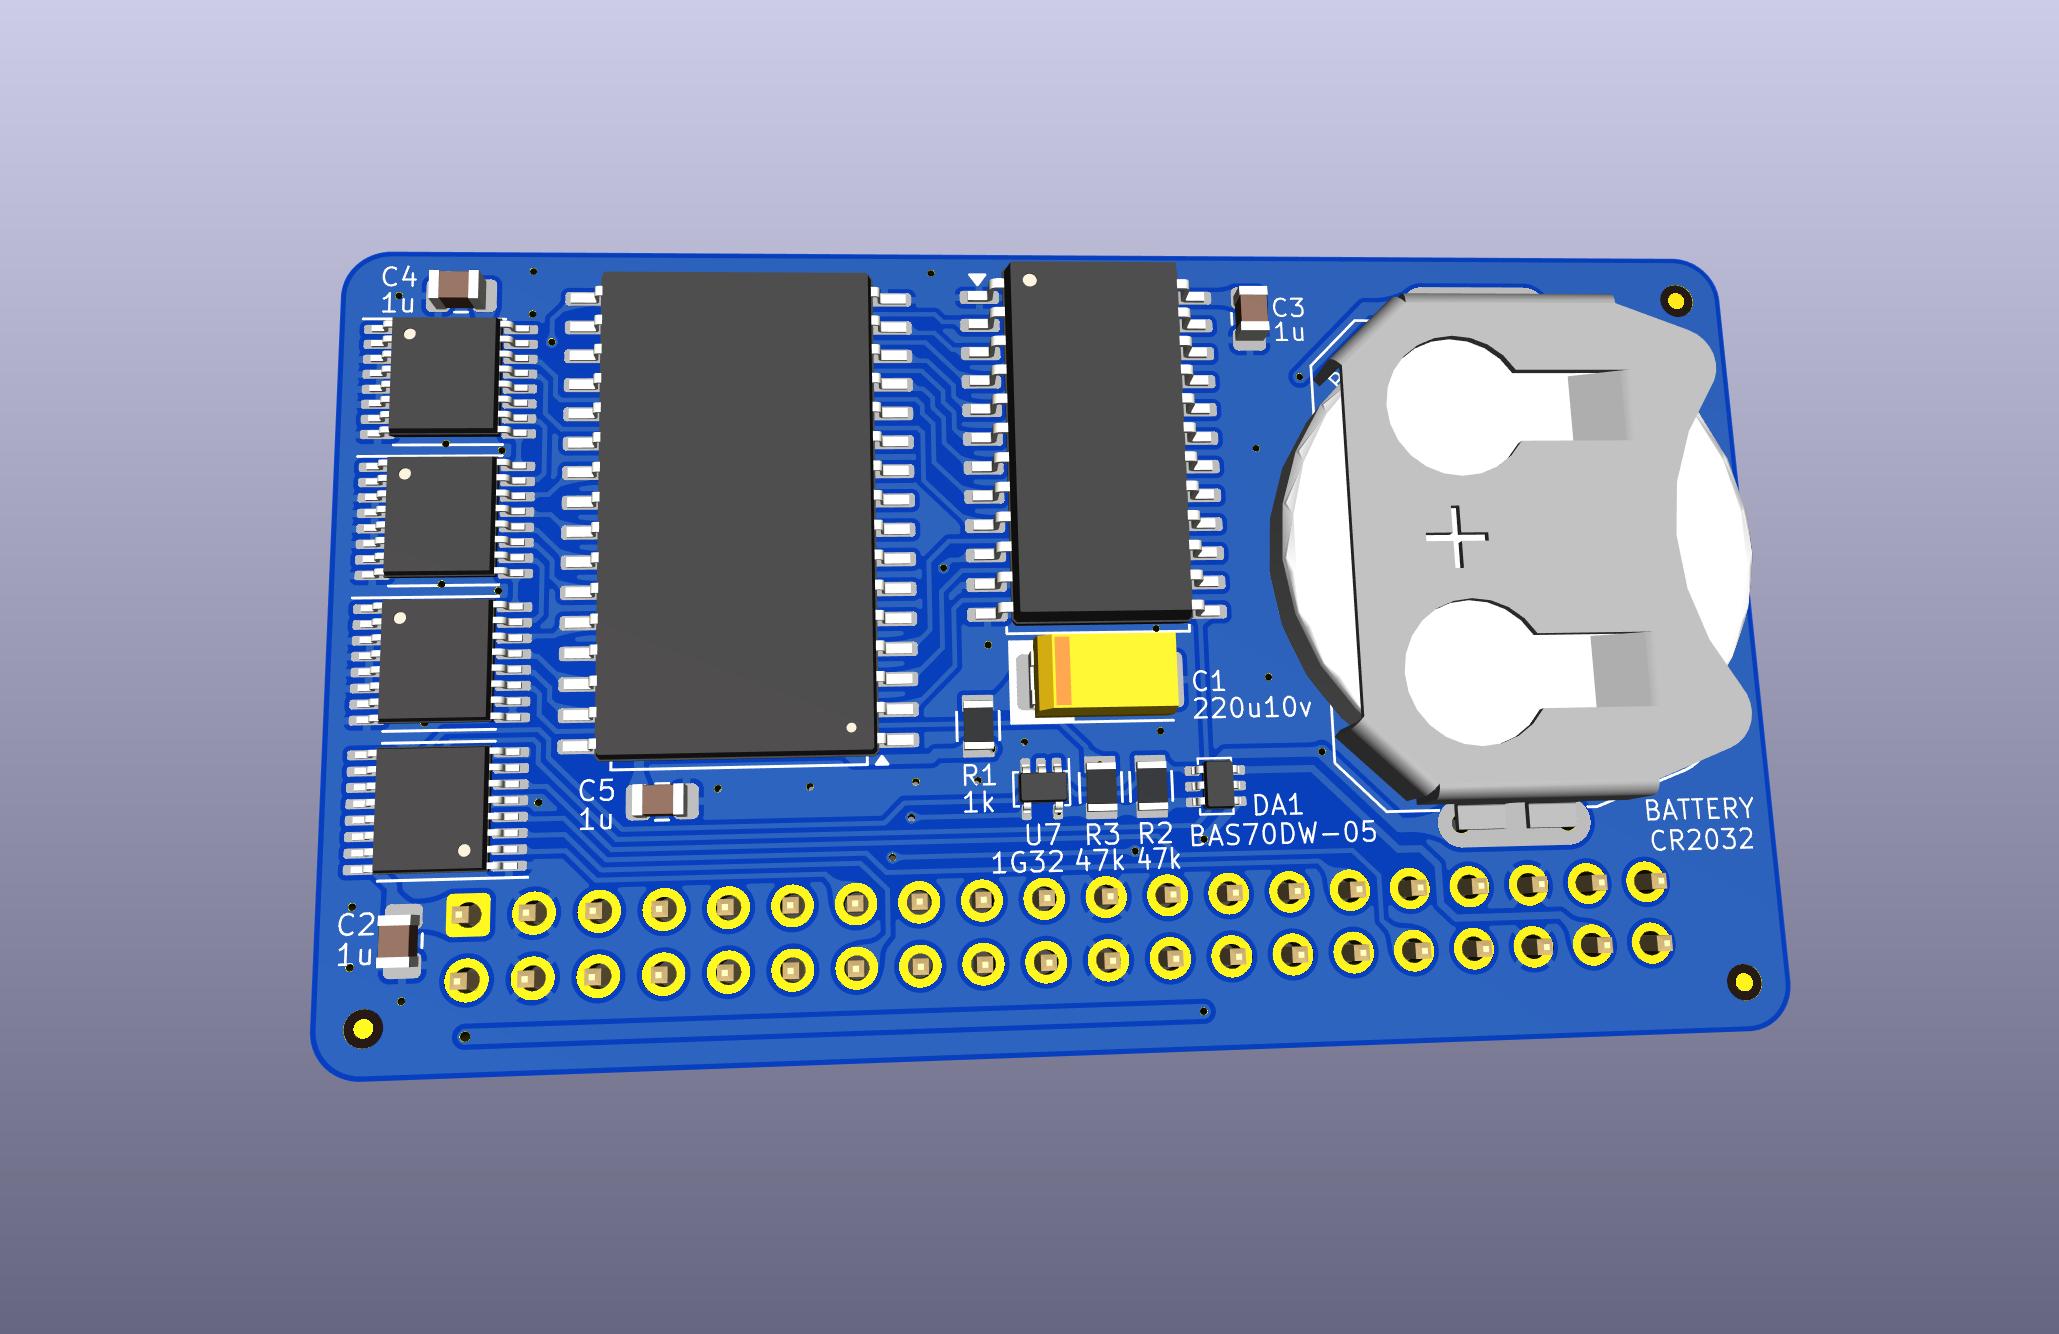 C4
1u
C3
1u
C1
220u10v
R1
1k
C5
1u
U7
1G32
R3
47k
R2
47k
DA1
BAS70DW-05
BATTERY
CR2032
C2
1u